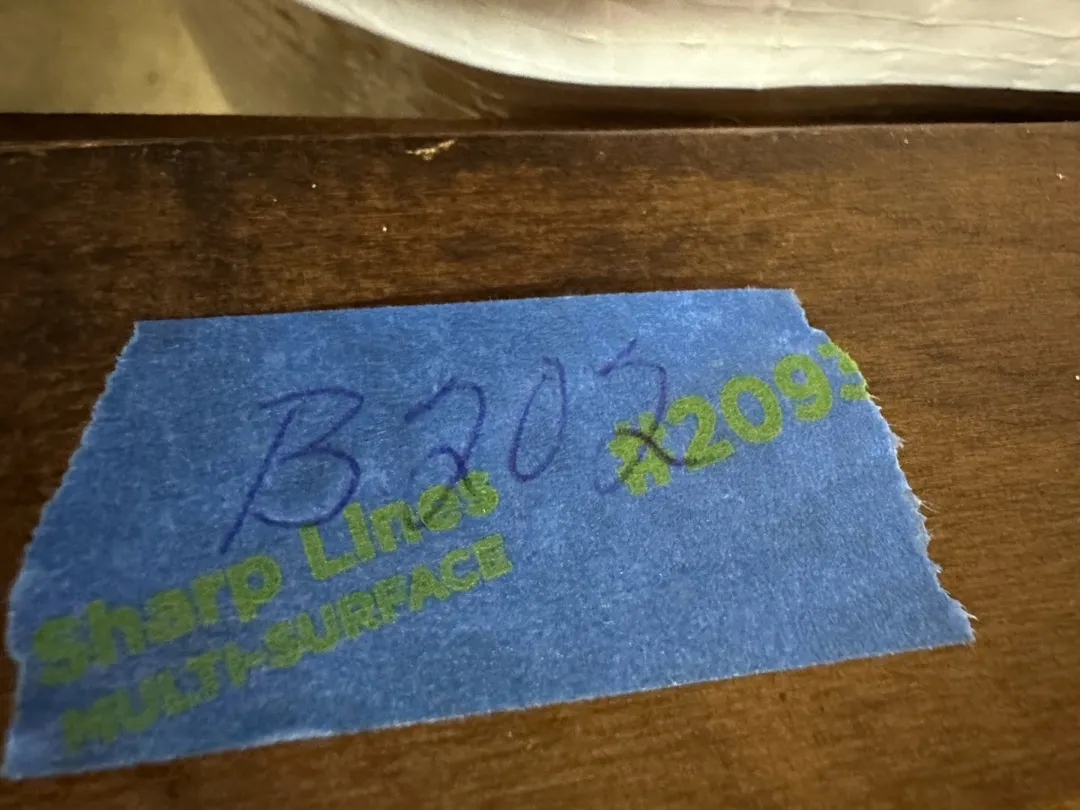 B202
#2093
Sharp Lines
MULTI-SURFACE